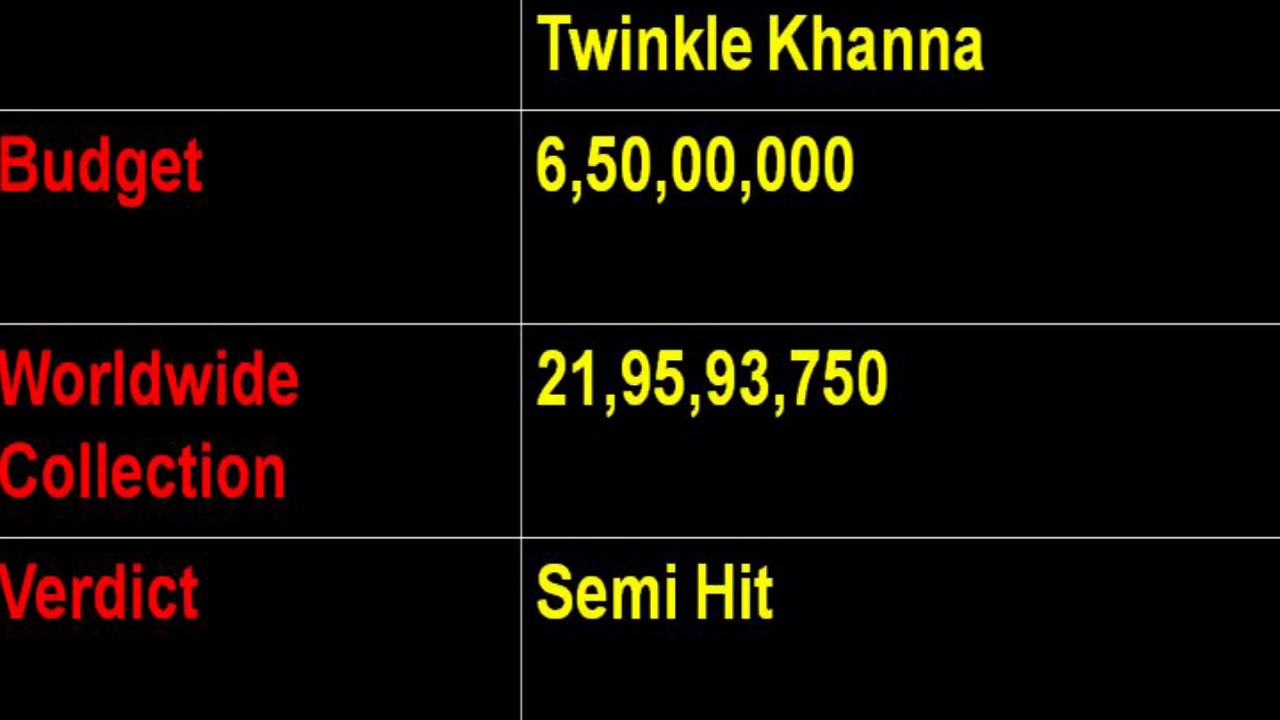 Twinkle Khanna
Budget 6,50,00,000
Worldwide 21,95,93,750
Collection
Verdict Semi Hit